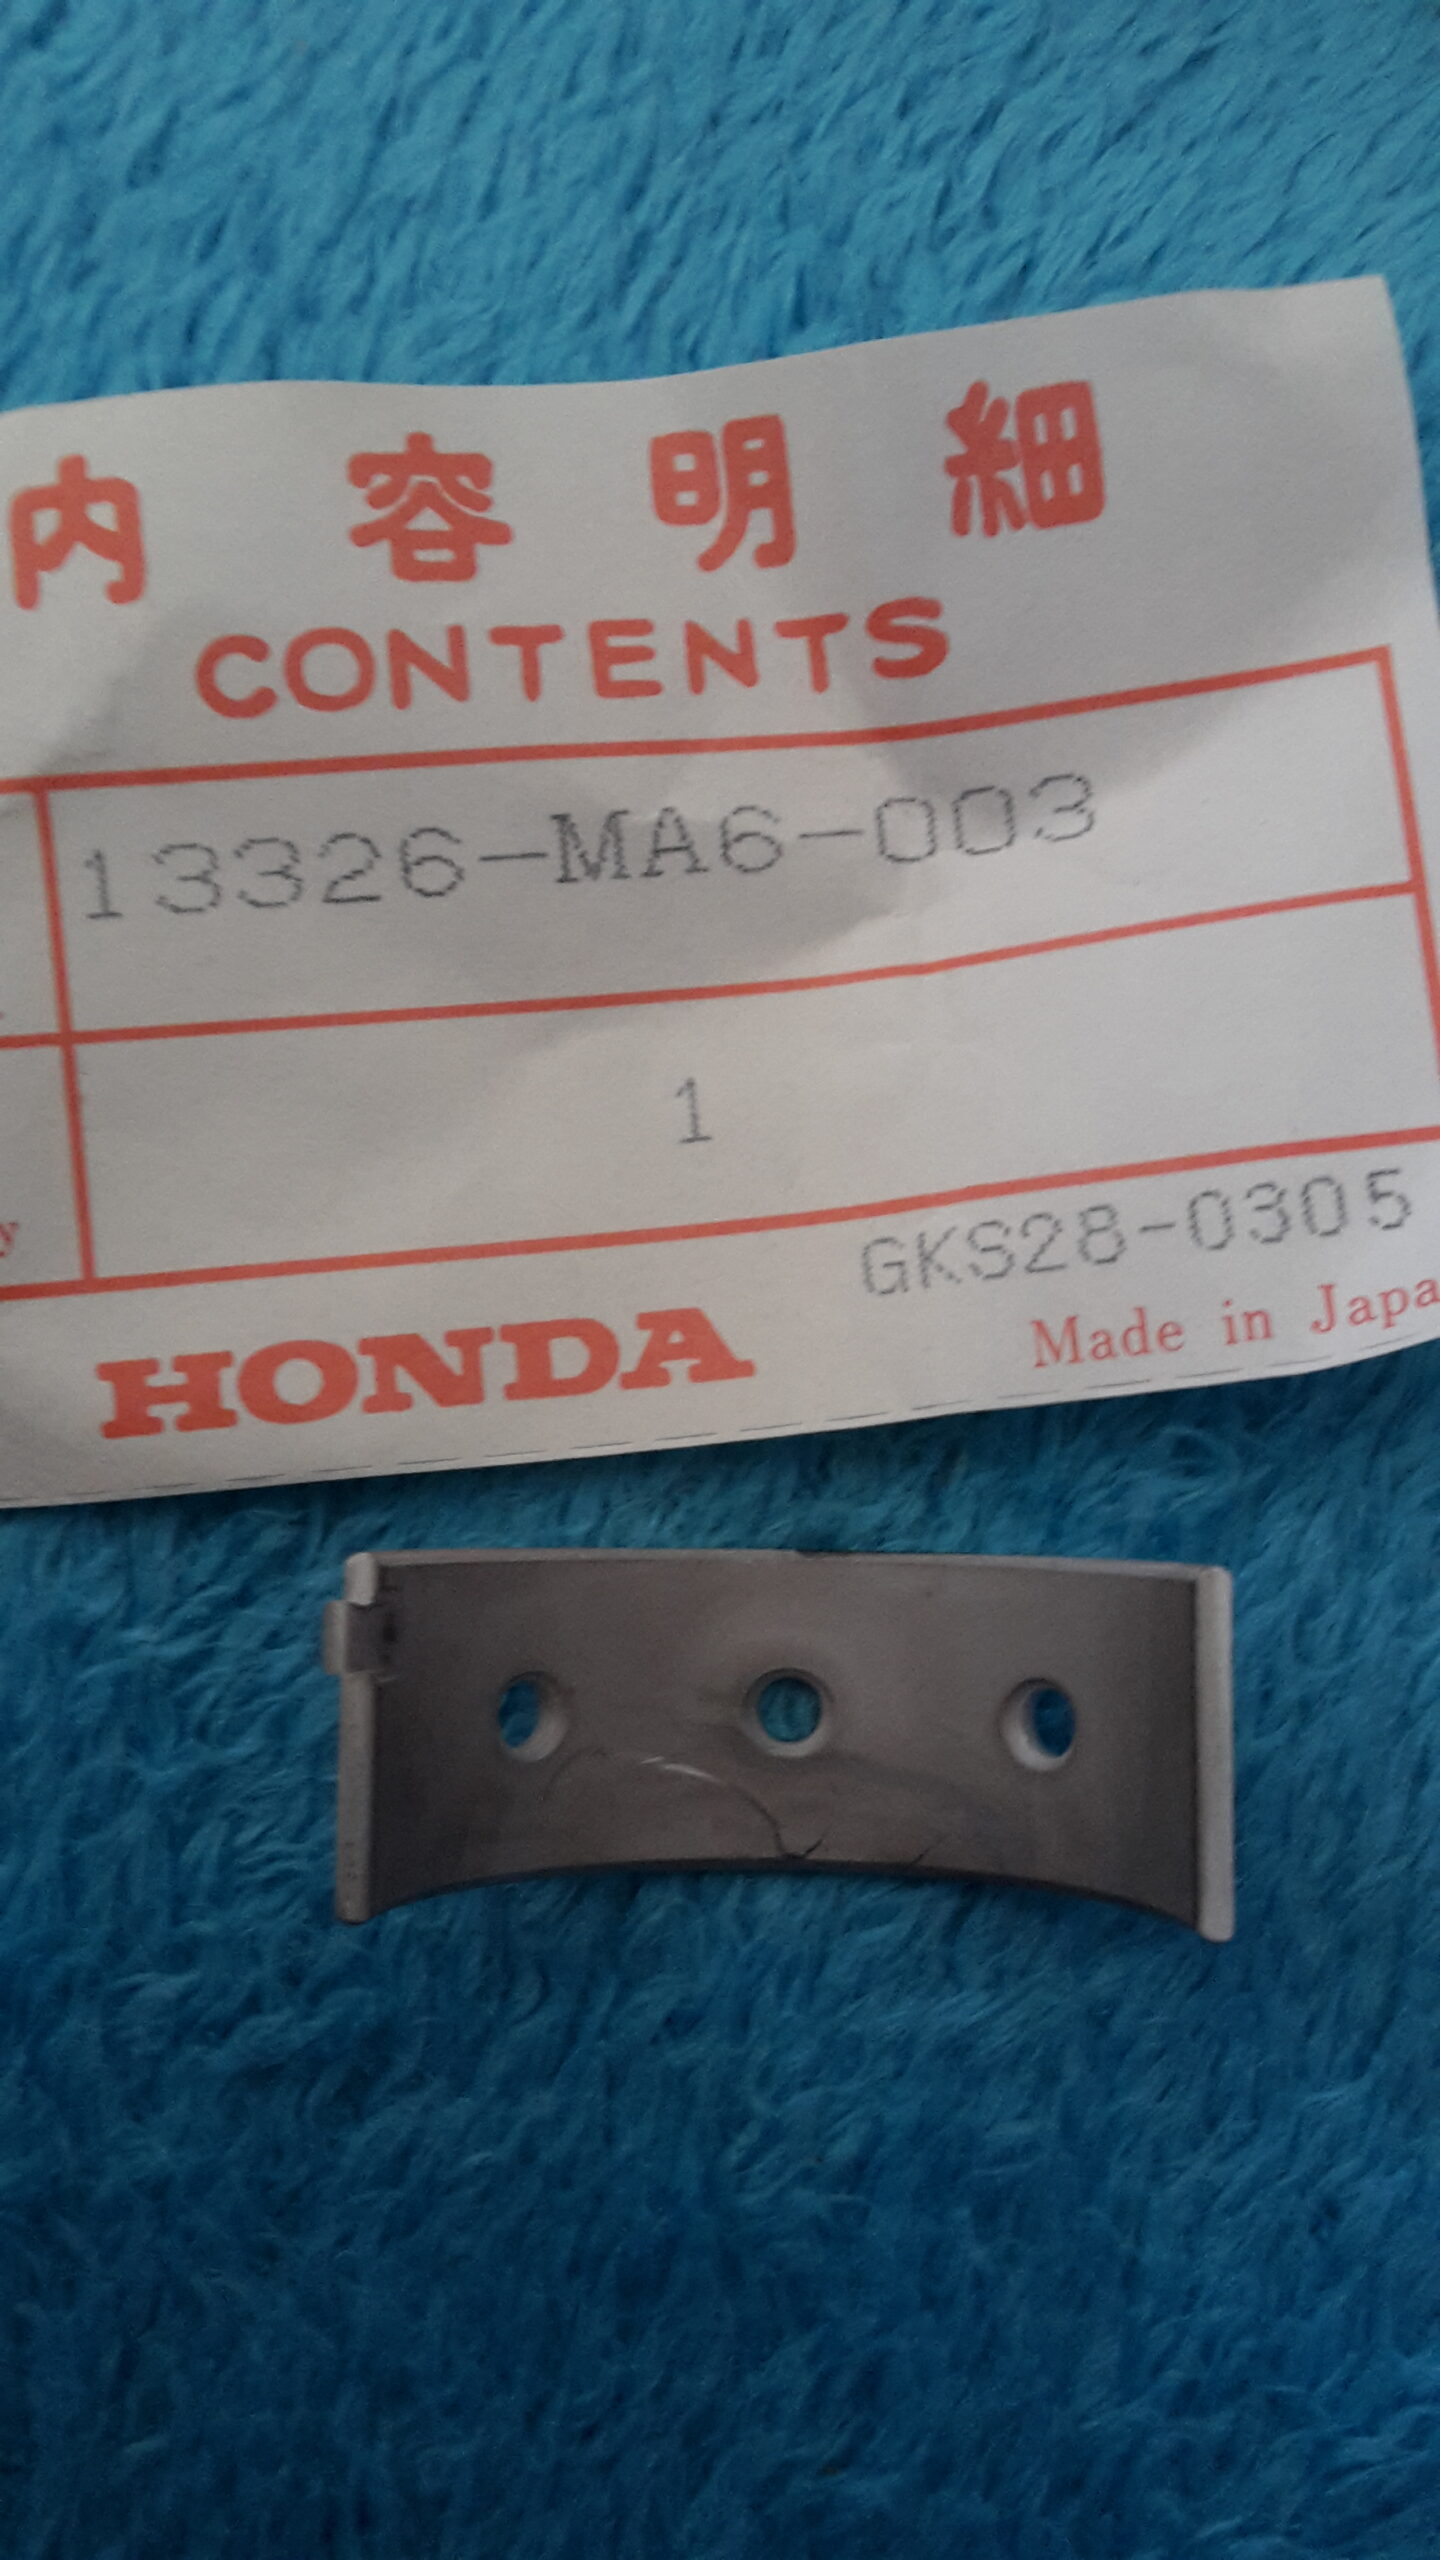 内容明細
CONTENTS
13326-MA6-003
1
GKS28-0305
HONDA
Made in Japa